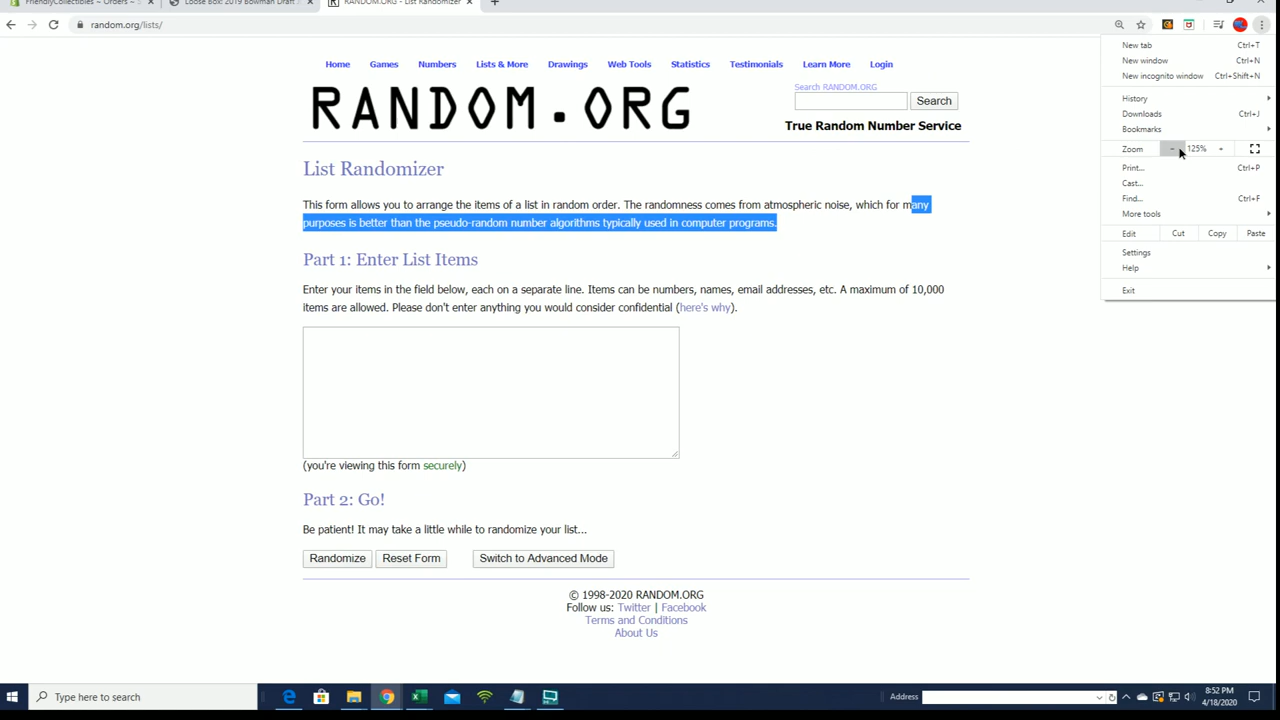 FriendlyCollectibles ~ Orders ~
Loose Box! 2019 Bowman Draft
RANDOM.ORG - List Randomizer
random.org/lists/
Home Games Numbers Lists & More Drawings Web Tools Statistics Testimonials Learn More Login
Search RANDOM.ORG
RANDOM.ORG
Search
True Random Number Service
List Randomizer
This form allows you to arrange the items of a list in random order. The randomness comes from atmospheric noise, which for many
purposes is better than the pseudo-random number algorithms typically used in computer programs.
Part 1: Enter List Items
Enter your items in the field below, each on a separate line. Items can be numbers, names, email addresses, etc. A maximum of 10,000
items are allowed. Please don't enter anything you would consider confidential (here's why).
(you're viewing this form securely)
Part 2: Go!
Be patient! It may take a little while to randomize your list...
Randomize Reset Form Switch to Advanced Mode
© 1998-2020 RANDOM.ORG
Follow us: Twitter | Facebook
Terms and Conditions
About Us
New tab Ctrl+T
New window Ctrl+N
New incognito window Ctrl+Shift+N
History
Downloads Ctrl+J
Bookmarks
Zoom - 125% +
Print... Ctrl+P
Cast...
Find... Ctrl+F
More tools
Edit Cut Copy Paste
Settings
Help
Exit
Type here to search
Address
8:52 PM
4/18/2020